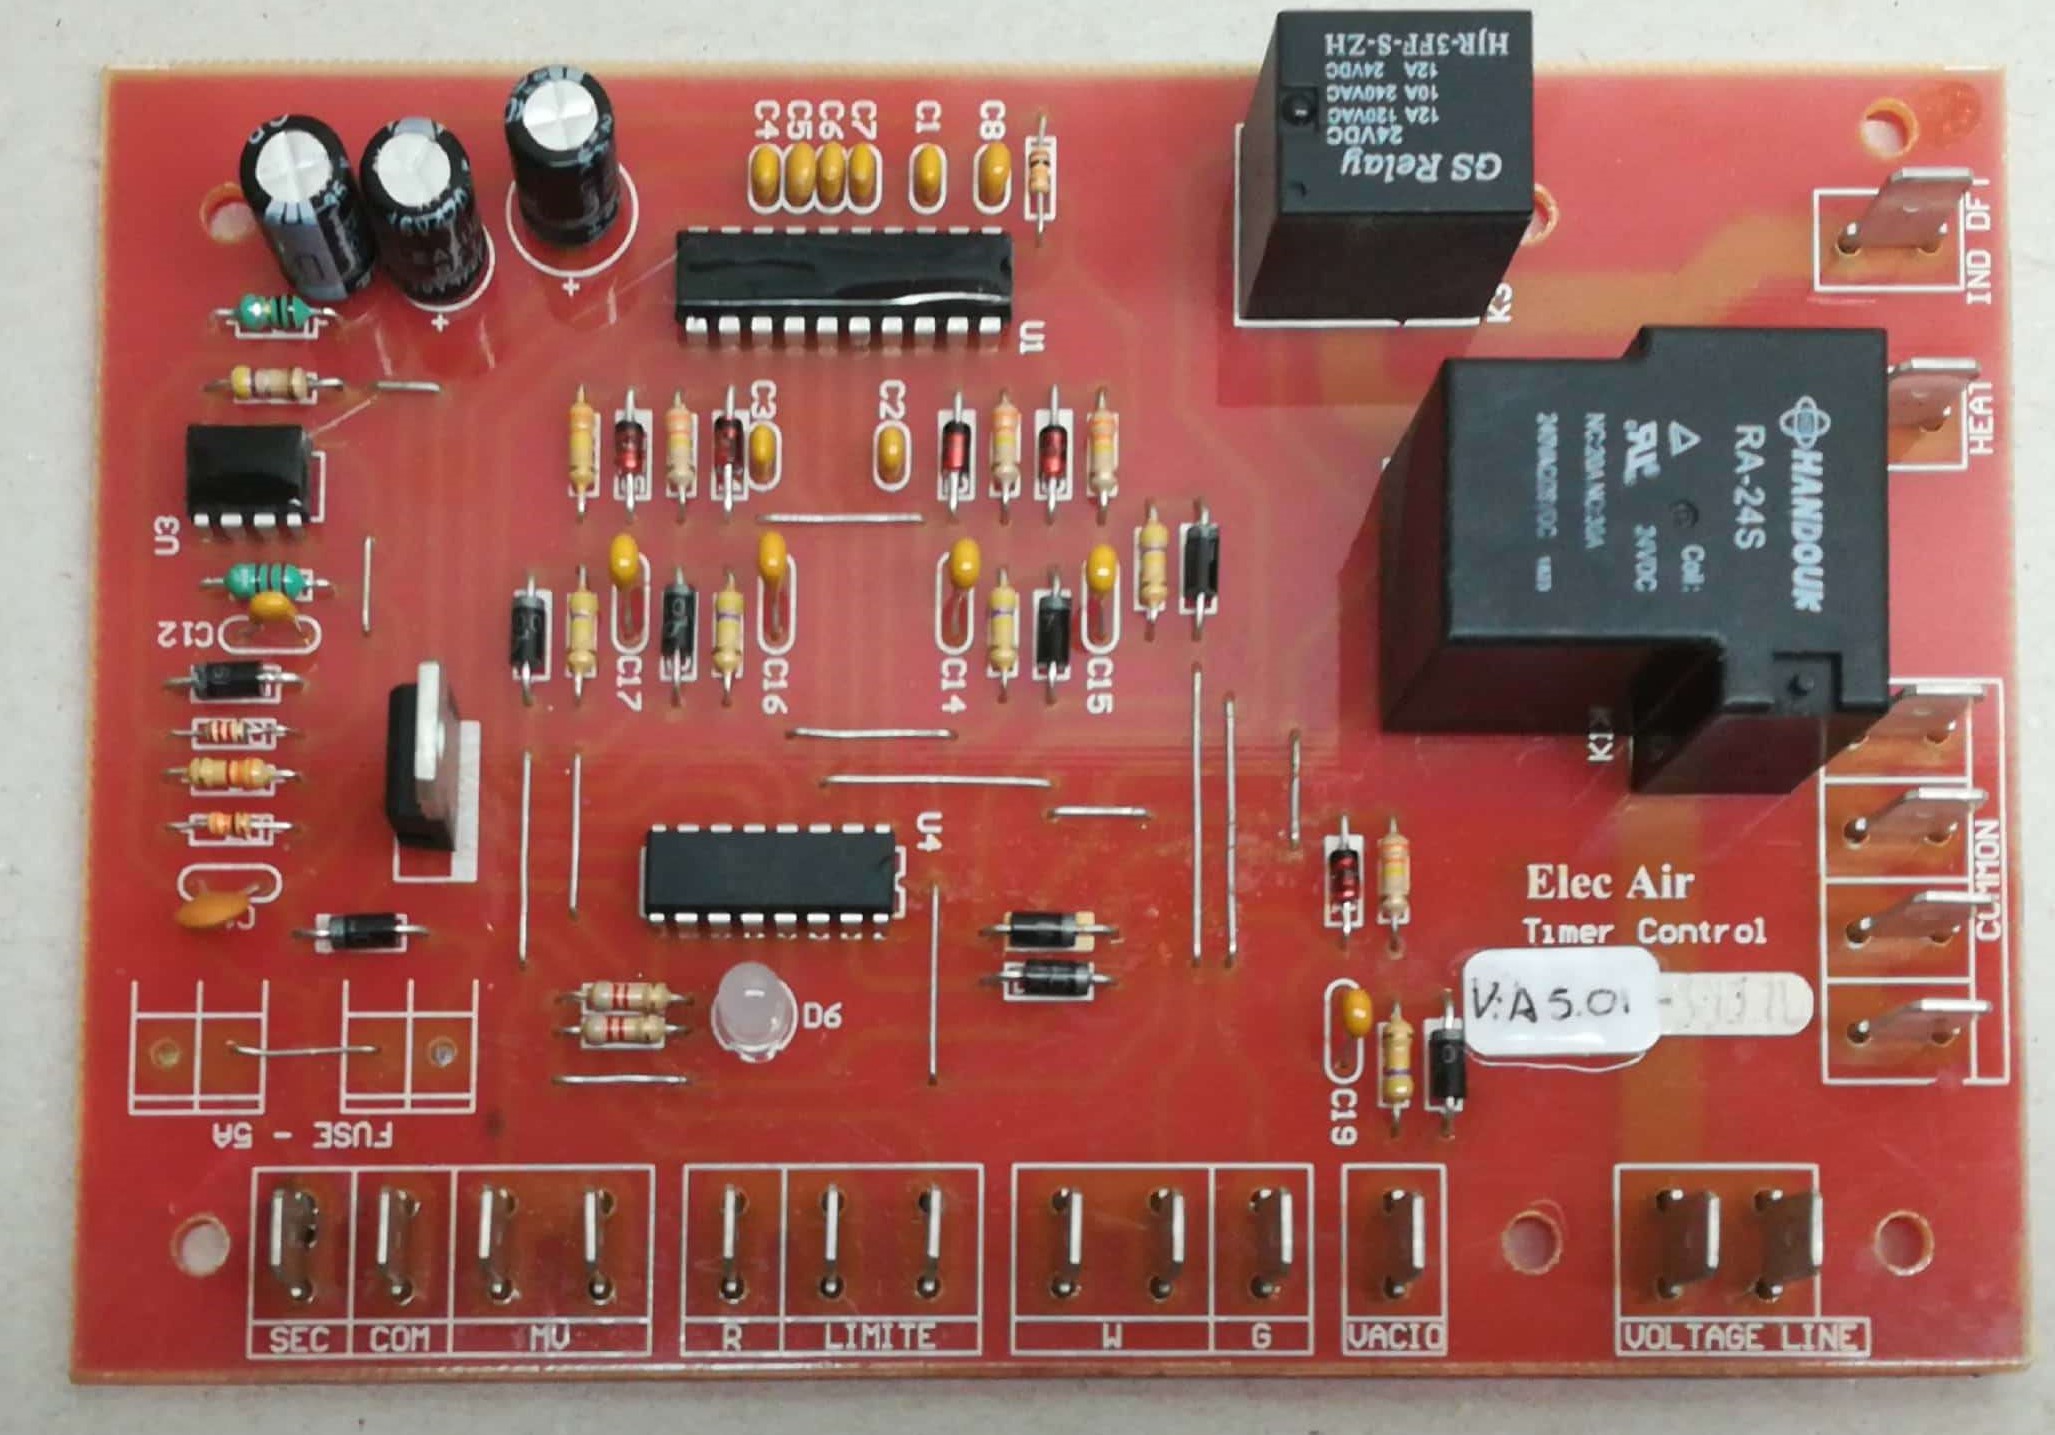 HJR-3FF-S-ZH
12A 24VDC
10A 240VAC
12A 120VAC
24VDC
GS Relay
C4
C5
C6
C7
C1
C8
K3
IND DFT
U1
HEAT
HANDOUK
RA-24S
Coil:
24VDC
K1
C3
C2
U3
C12
C17
C16
C14
C15
U4
Elec Air
Timer Control
V:A5.01
COMMON
D6
C19
FUSE - 5A
SEC
COM
MV
R
LIMITE
W
G
VACIO
VOLTAGE LINE